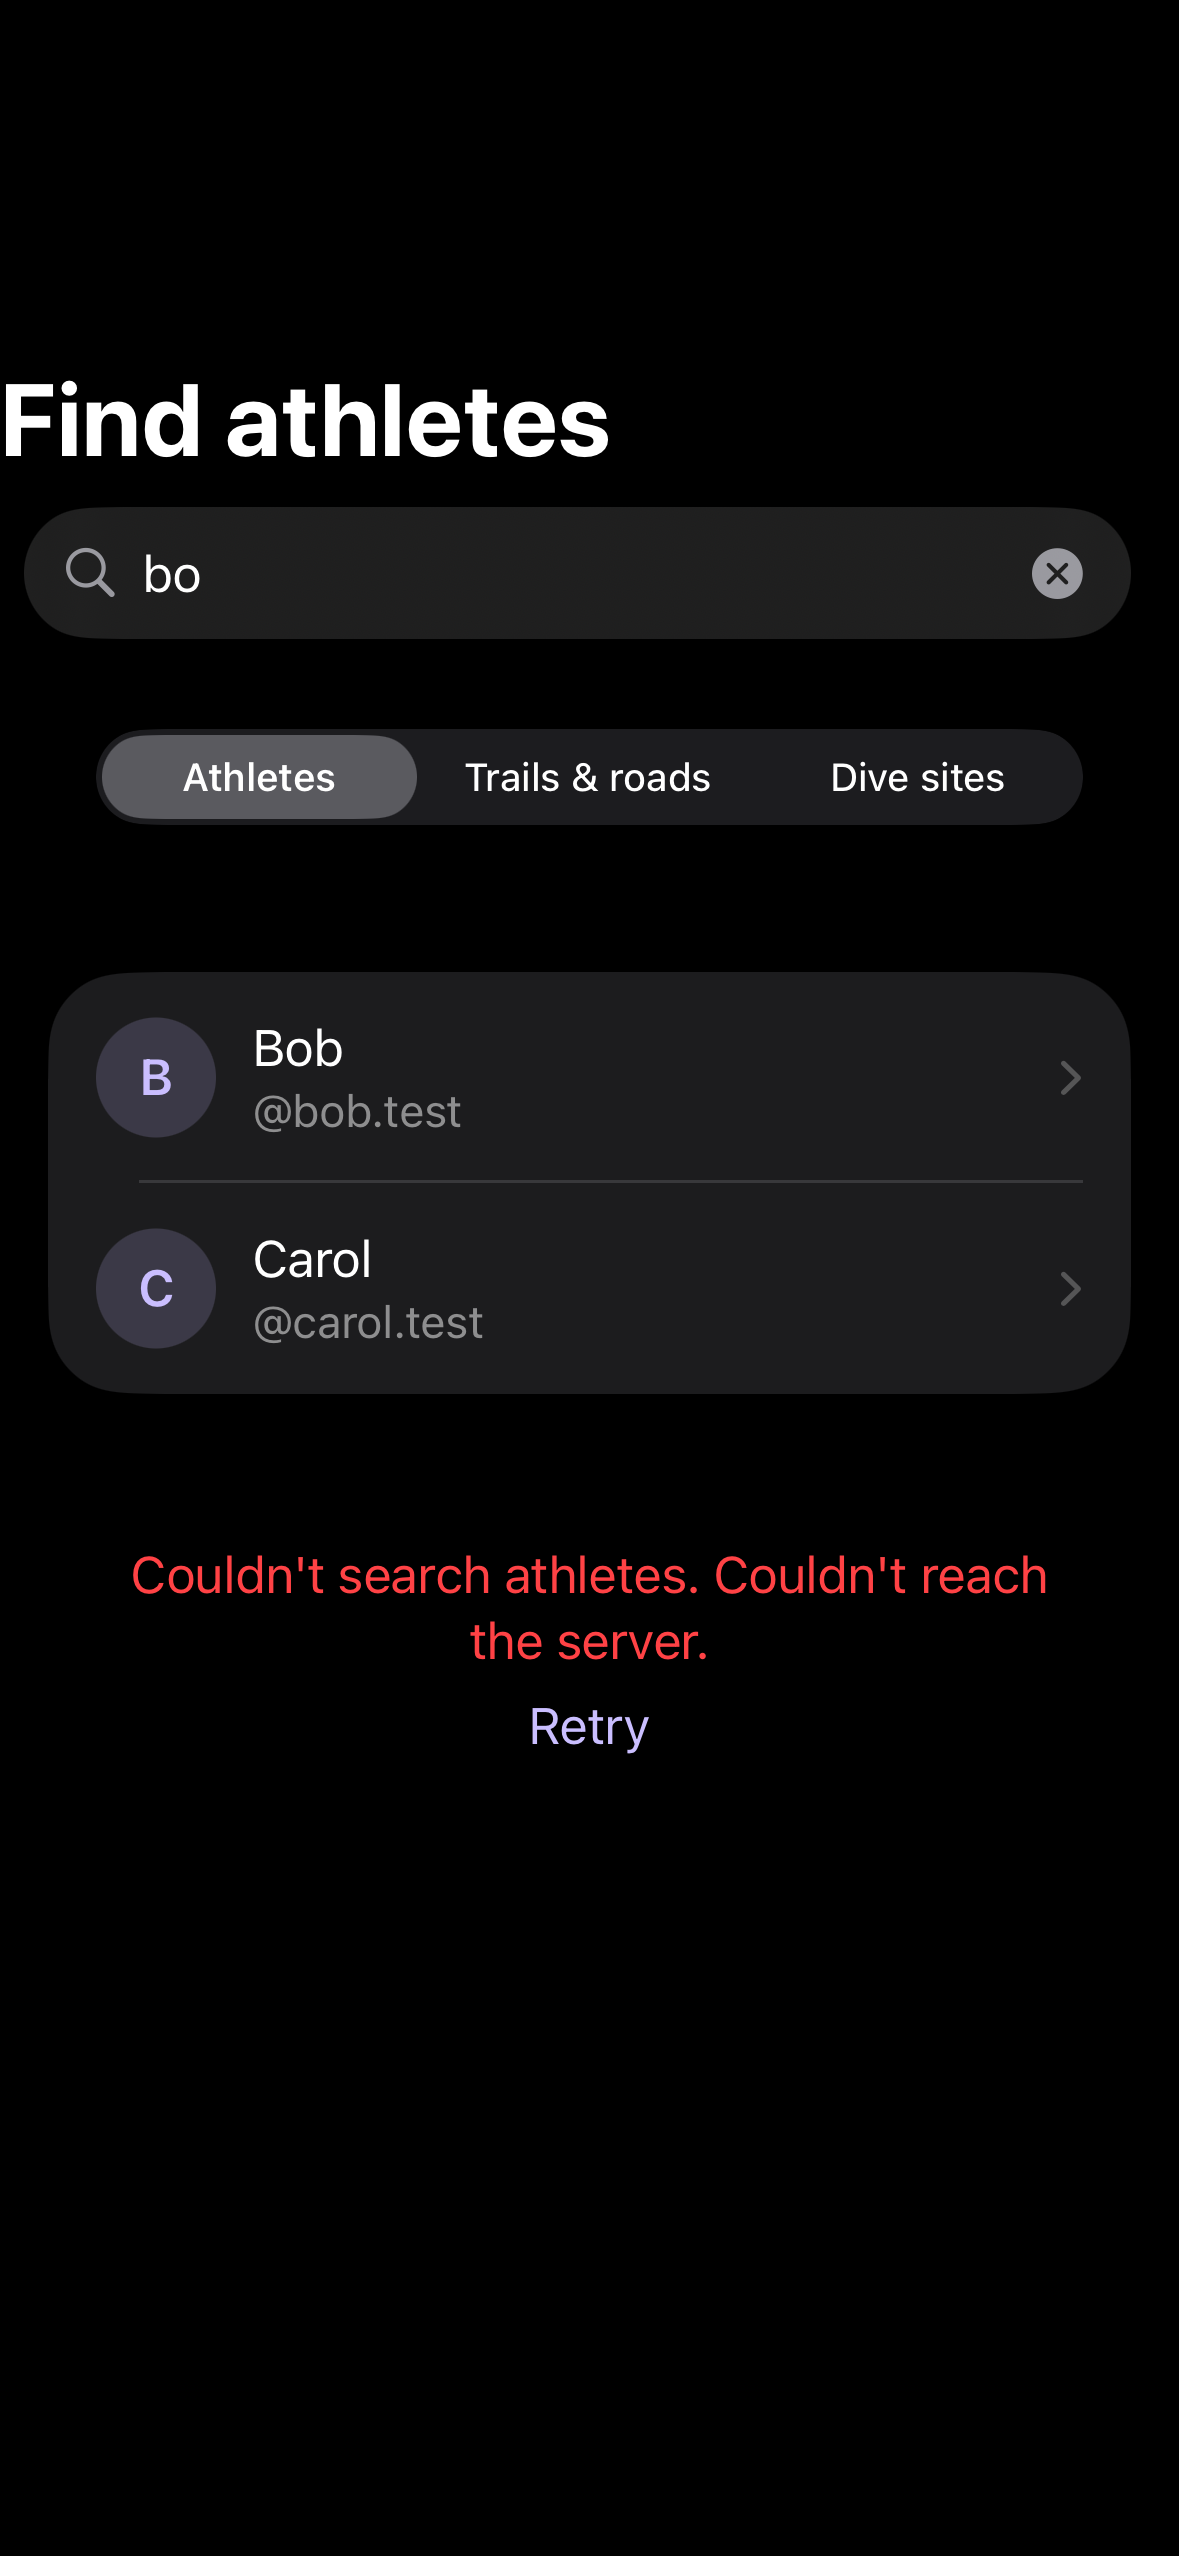 Find athletes
bo
Athletes Trails & roads Dive sites
B
Bob
@bob.test
C
Carol
@carol.test
Couldn't search athletes. Couldn't reach
the server.
Retry